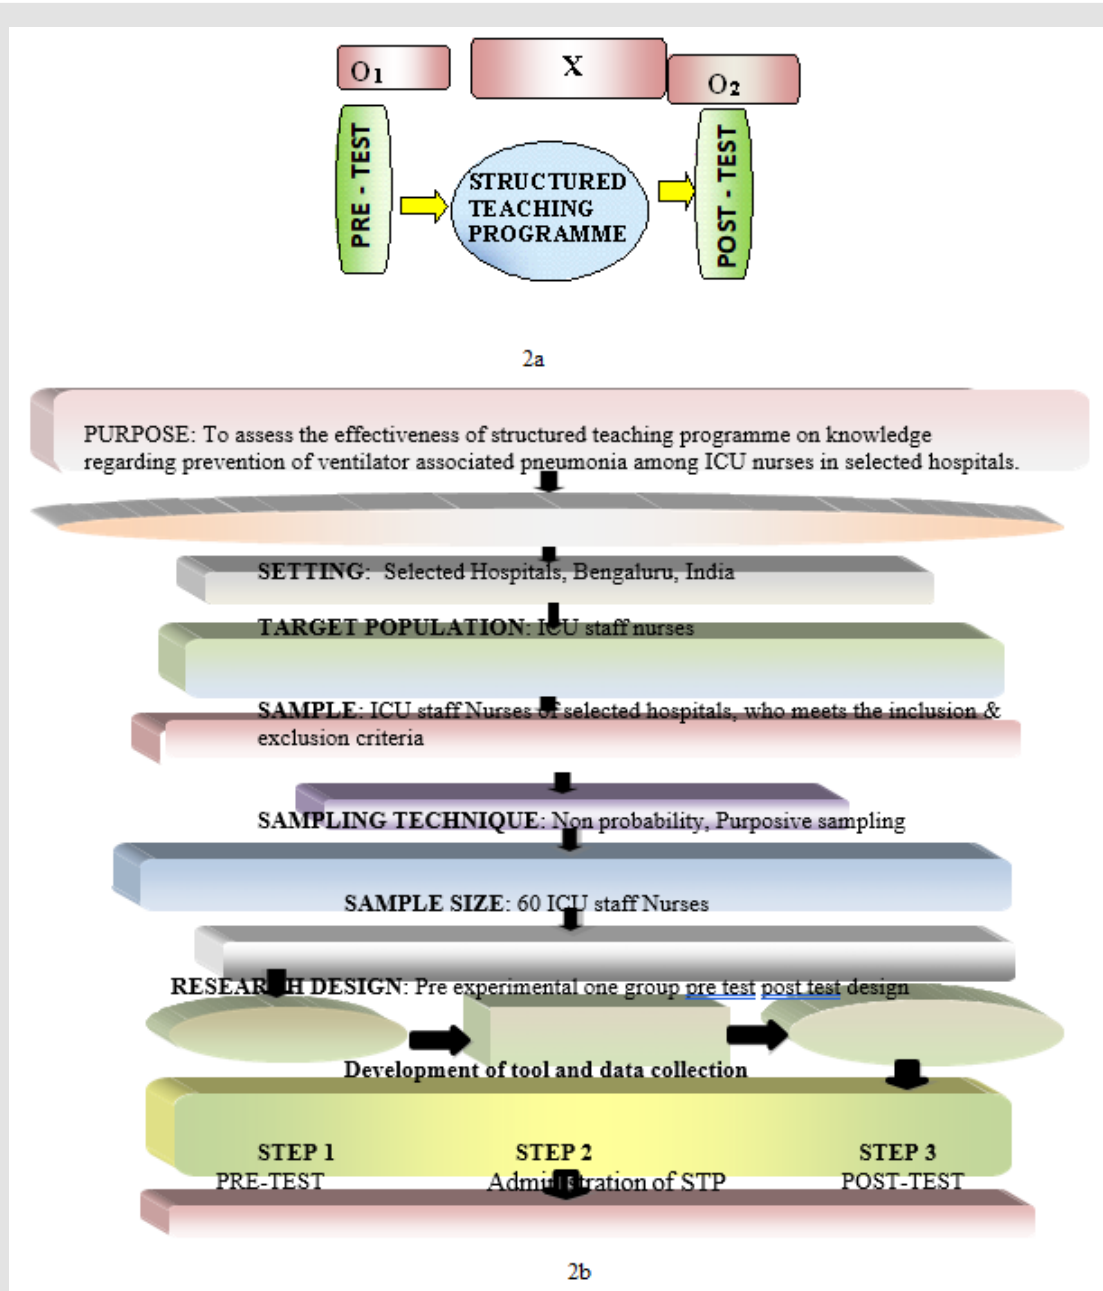 O1 X O2
PRE - TEST
STRUCTURED
TEACHING
PROGRAMME
POST - TEST
2a
PURPOSE: To assess the effectiveness of structured teaching programme on knowledge
regarding prevention of ventilator associated pneumonia among ICU nurses in selected hospitals.
SETTING: Selected Hospitals, Bengaluru, India
TARGET POPULATION: ICU staff nurses
SAMPLE: ICU staff Nurses of selected hospitals, who meets the inclusion &
exclusion criteria
SAMPLING TECHNIQUE: Non probability, Purposive sampling
SAMPLE SIZE: 60 ICU staff Nurses
RESEARCH DESIGN: Pre experimental one group pre test post test design
Development of tool and data collection
STEP 1 STEP 2 STEP 3
PRE-TEST Administration of STP POST-TEST
2b